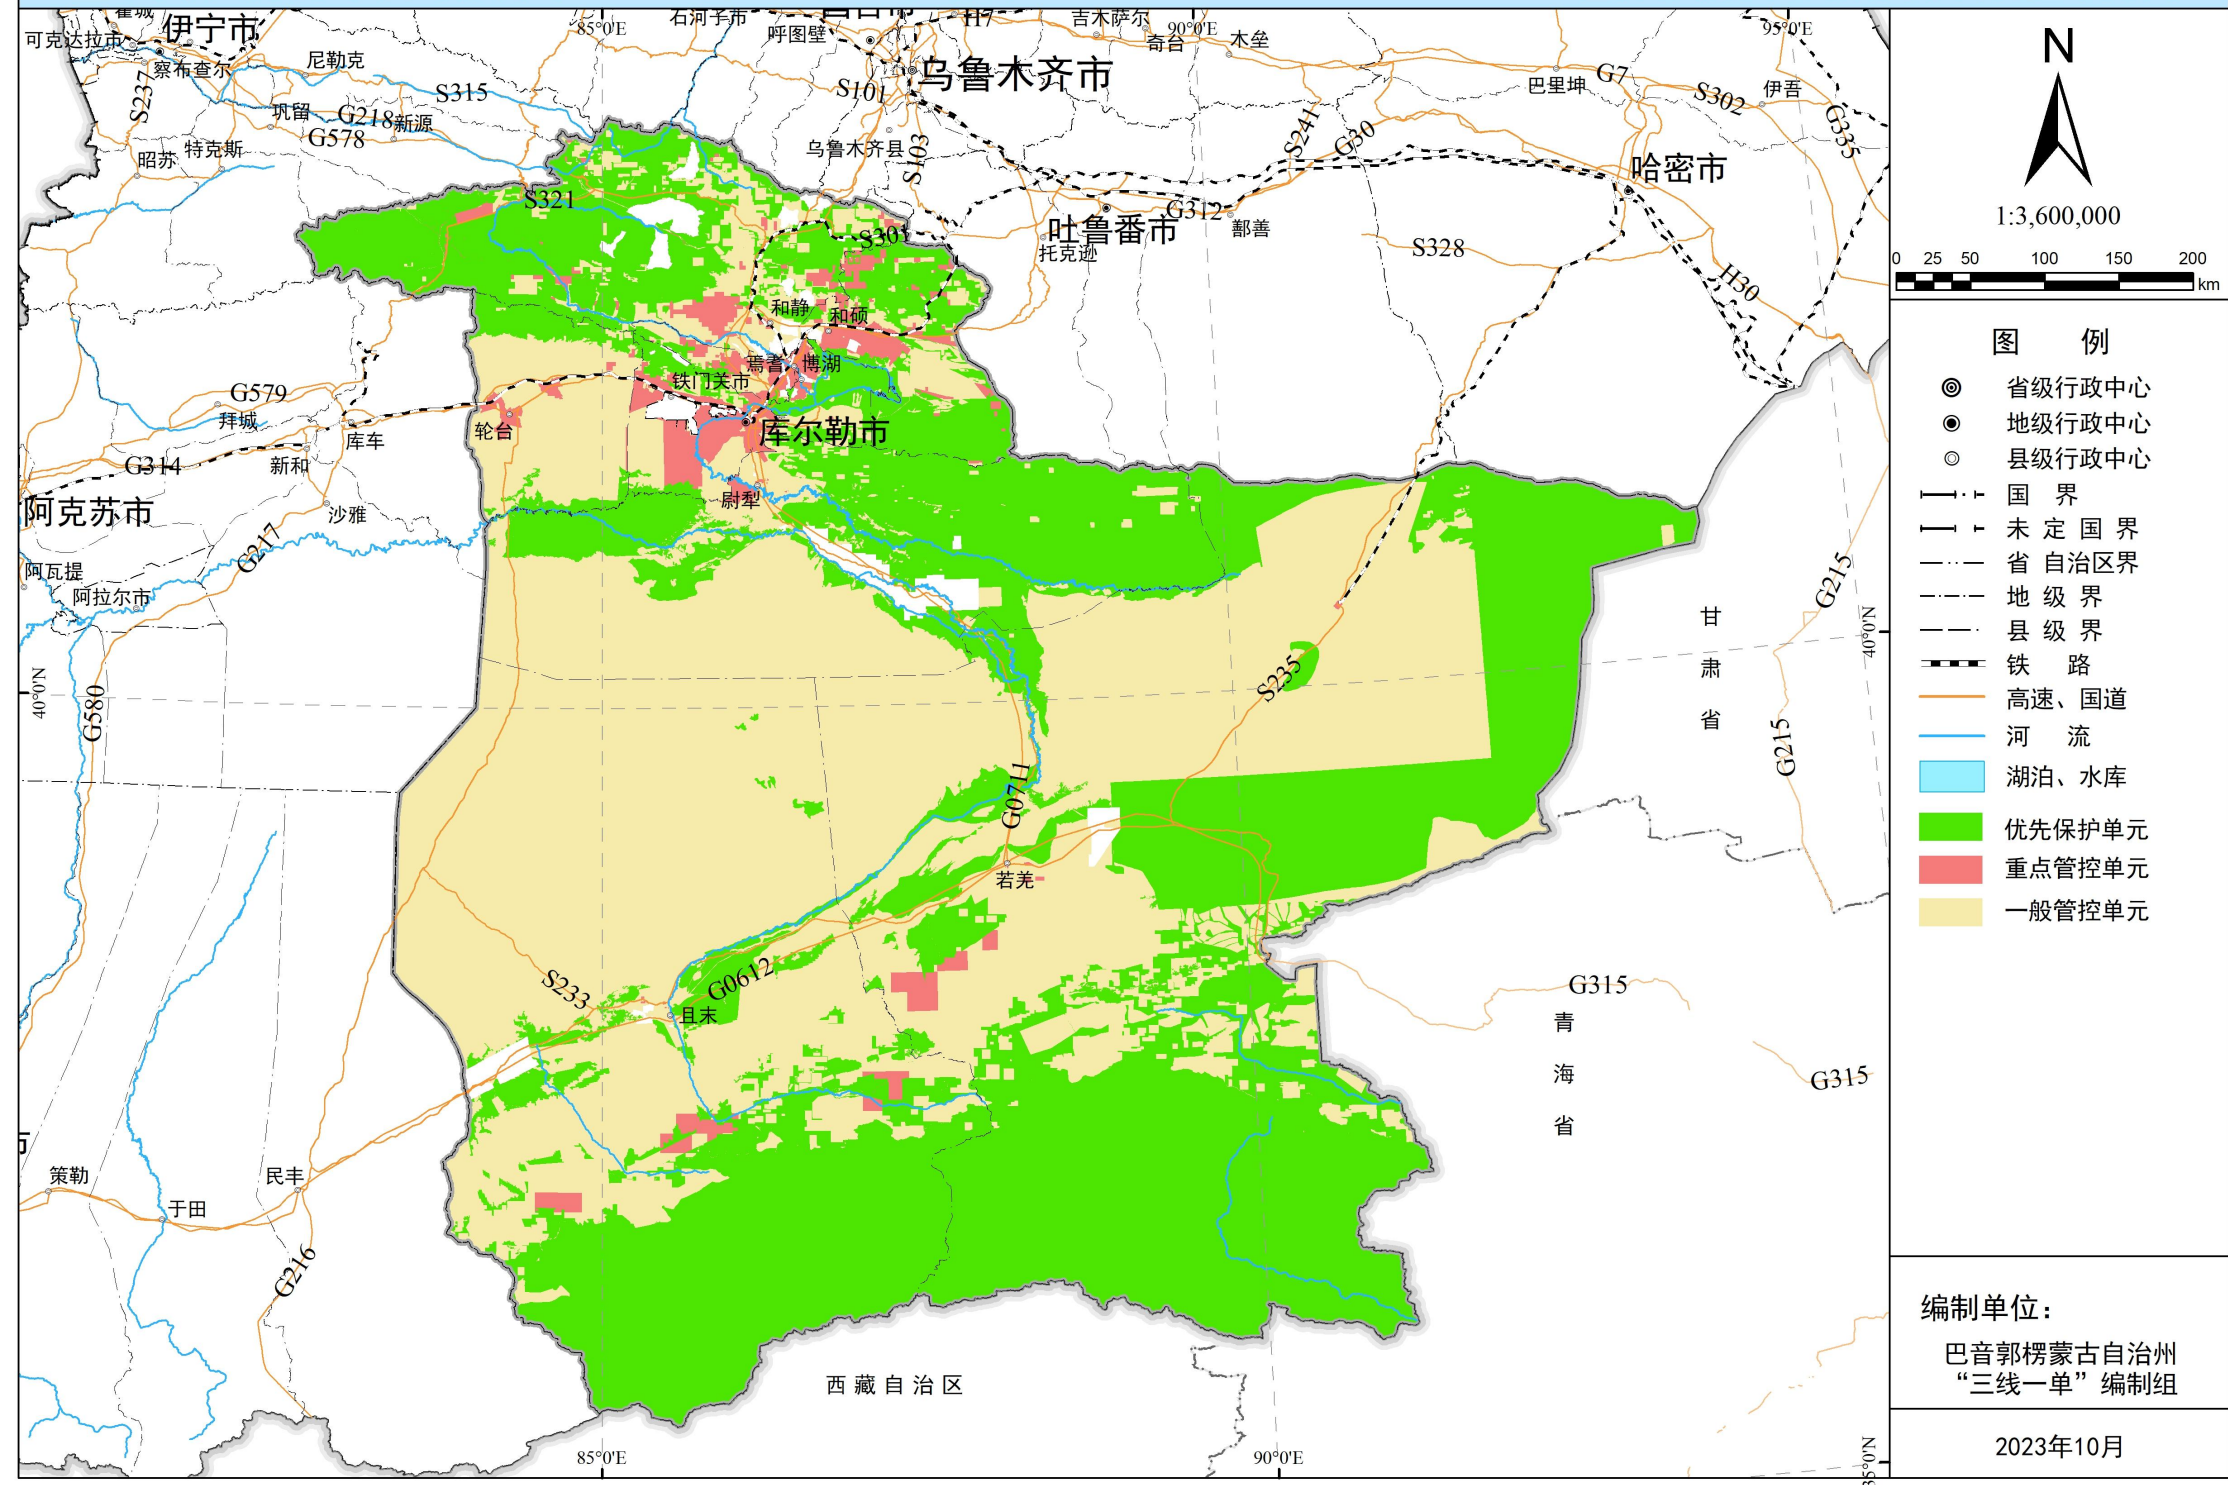 霍城
伊宁市
石河子市
昌吉市
H7
吉木萨尔
85°0'E
90°0'E
95°0'E
可克达拉市
呼图壁
奇台
木垒
察布查尔
尼勒克
乌鲁木齐市
S237
S315
S101
巴里坤
G7
S302
伊吾
G335
巩留
G218
新源
G578
S241
G30
昭苏
特克斯
乌鲁木齐县
S103
哈密市
S321
吐鲁番市
G312
鄯善
S301
托克逊
S328
H30
和静
和硕
焉耆
博湖
铁门关市
G579
拜城
库车
轮台
库尔勒市
G314
新和
尉犁
阿克苏市
沙雅
G217
阿瓦提
阿拉尔市
G215
甘
肃
省
40°0'N
40°0'N
S235
G580
G215
G0711
若羌
S233
G0612
且末
G315
青
海
省
G315
策勒
民丰
于田
G216
西藏自治区
85°0'E
90°0'E
N
1:3,600,000
0 25 50 100 150 200
km
图 例
省级行政中心
地级行政中心
县级行政中心
国 界
未 定 国 界
省 自治区界
地 级 界
县 级 界
铁 路
高速、国道
河 流
湖泊、水库
优先保护单元
重点管控单元
一般管控单元
编制单位：
巴音郭楞蒙古自治州
“三线一单”编制组
2023年10月